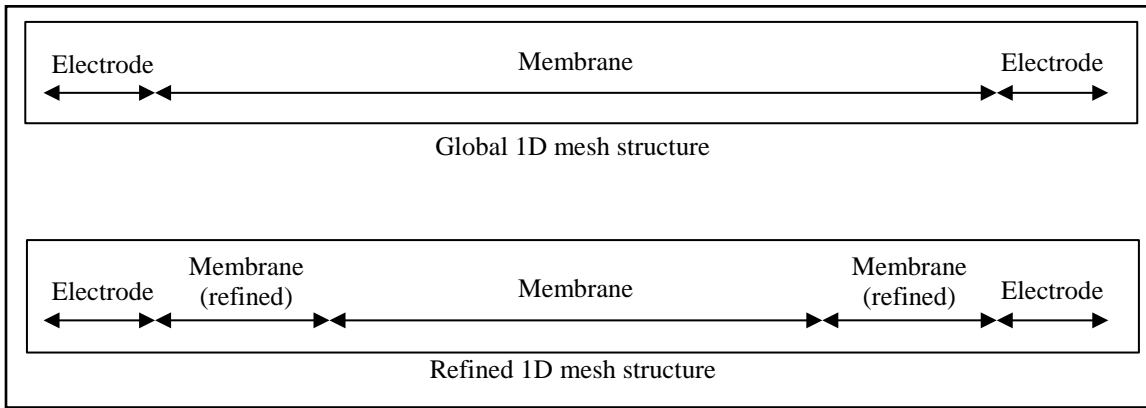 Electrode Membrane Electrode
Global 1D mesh structure
Electrode Membrane (refined) Membrane Membrane (refined) Electrode
Refined 1D mesh structure